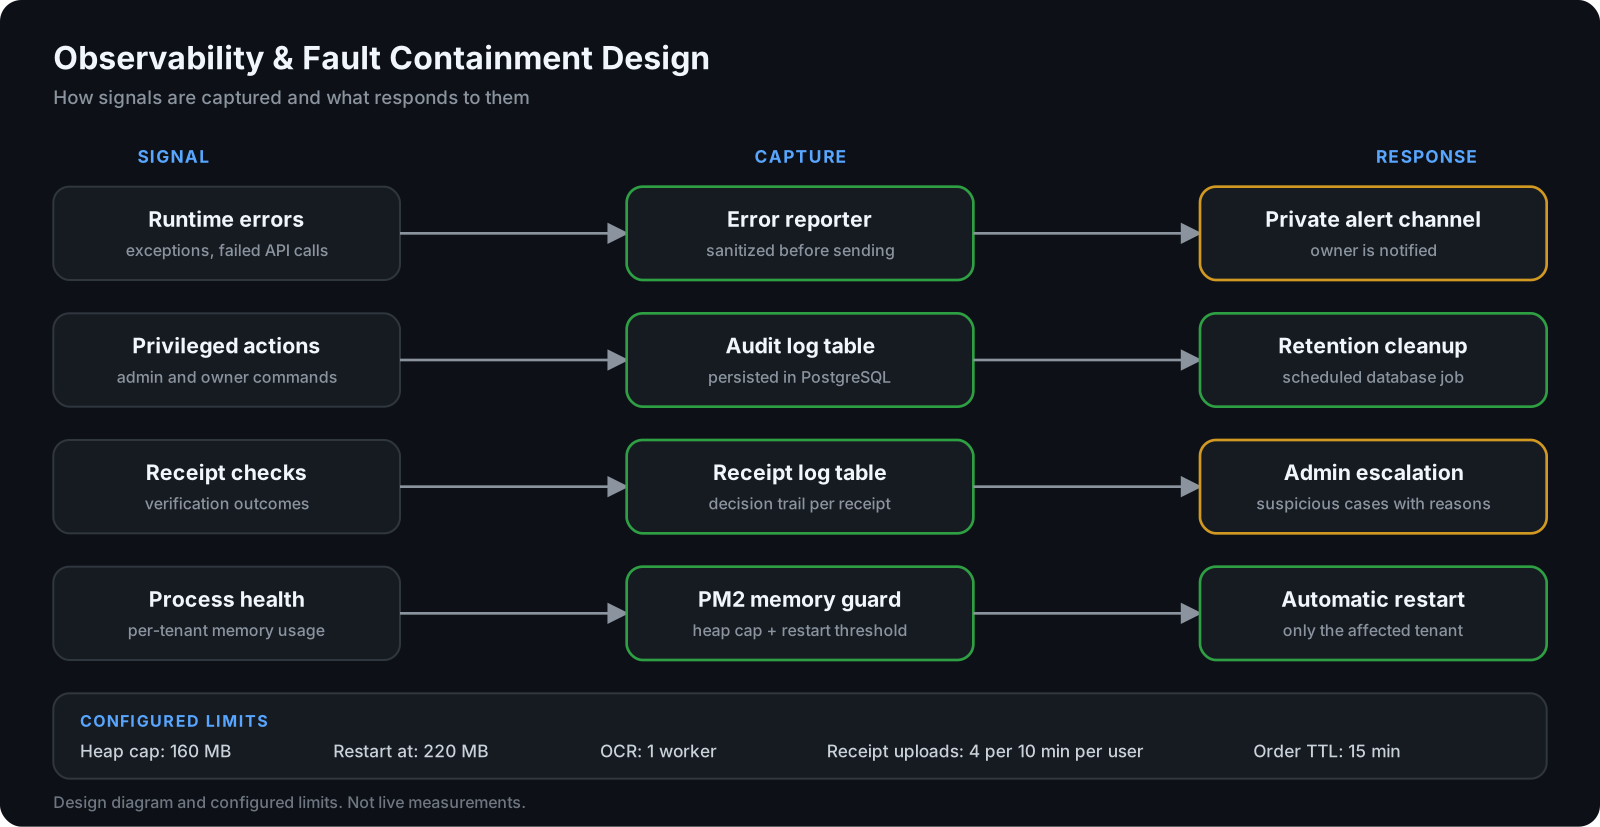 Observability & Fault Containment Design
How signals are captured and what responds to them
SIGNAL
CAPTURE
RESPONSE
Runtime errors
exceptions, failed API calls
Error reporter
sanitized before sending
Private alert channel
owner is notified
Privileged actions
admin and owner commands
Audit log table
persisted in PostgreSQL
Retention cleanup
scheduled database job
Receipt checks
verification outcomes
Receipt log table
decision trail per receipt
Admin escalation
suspicious cases with reasons
Process health
per-tenant memory usage
PM2 memory guard
heap cap + restart threshold
Automatic restart
only the affected tenant
CONFIGURED LIMITS
Heap cap: 160 MB
Restart at: 220 MB
OCR: 1 worker
Receipt uploads: 4 per 10 min per user
Order TTL: 15 min
Design diagram and configured limits. Not live measurements.